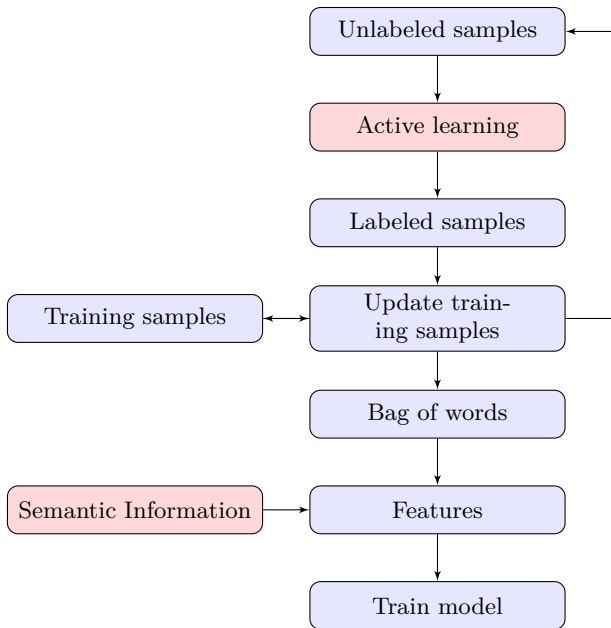 Unlabeled samples
Active learning
Labeled samples
Training samples
Update train-
ing samples
Bag of words
Semantic Information
Features
Train model